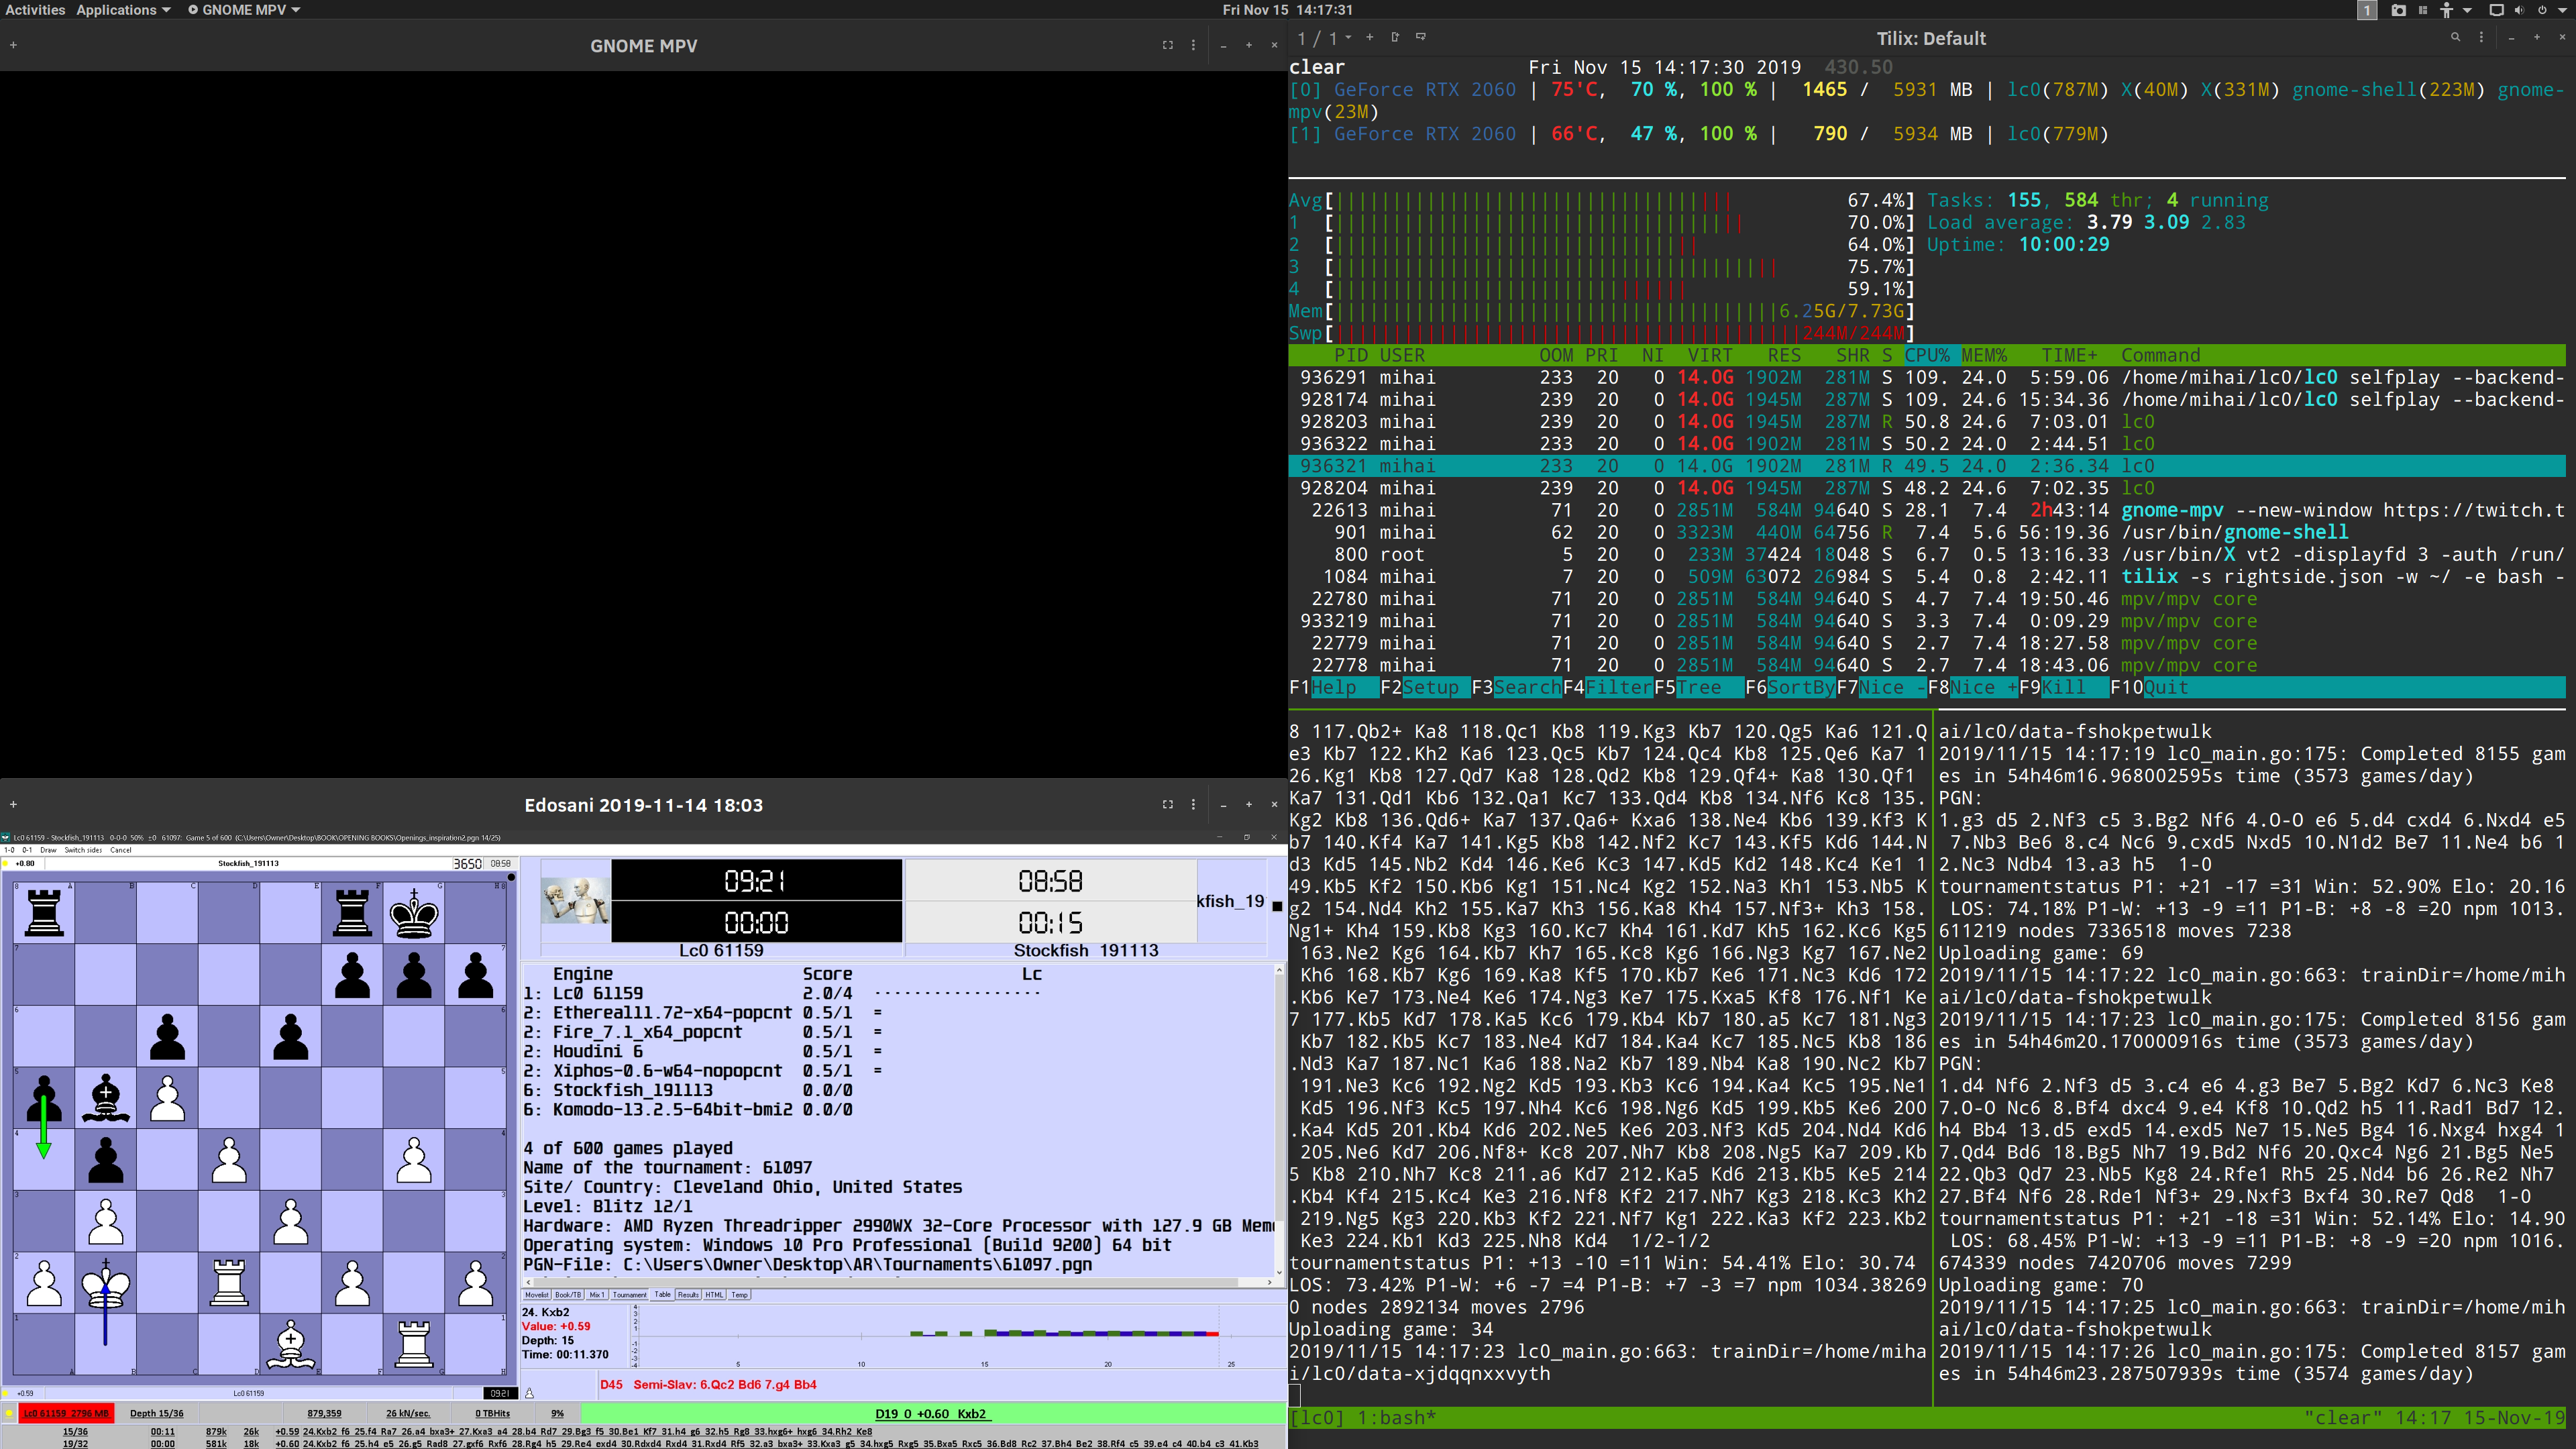 Activities Applications GNOME MPV Fri Nov 15 14:17:31 1
GNOME MPV
1 / 1 Tilix: Default
clear Fri Nov 15 14:17:30 2019 430.50
[0] GeForce RTX 2060 | 75'C, 70 %, 100 % | 1465 / 5931 MB | lc0(787M) X(40M) X(331M) gnome-shell(223M) gnome-
mpv(23M)
[1] GeForce RTX 2060 | 66'C, 47 %, 100 % | 790 / 5934 MB | lc0(779M)
Avg[ 67.4%] Tasks: 155, 584 thr; 4 running
1 [ 70.0%] Load average: 3.79 3.09 2.83
2 [ 64.0%] Uptime: 10:00:29
3 [ 75.7%]
4 [ 59.1%]
Mem[ 6.25G/7.73G]
Swp[ 244M/244M]
PID USER OOM PRI NI VIRT RES SHR S CPU% MEM% TIME+ Command
936291 mihai 233 20 0 14.0G 1902M 281M S 109. 24.0 5:59.06 /home/mihai/lc0/lc0 selfplay --backend-
928174 mihai 239 20 0 14.0G 1945M 287M S 109. 24.6 15:34.36 /home/mihai/lc0/lc0 selfplay --backend-
928203 mihai 239 20 0 14.0G 1945M 287M R 50.8 24.6 7:03.01 lc0
936322 mihai 233 20 0 14.0G 1902M 281M S 50.2 24.0 2:44.51 lc0
936321 mihai 233 20 0 14.0G 1902M 281M R 49.5 24.0 2:36.34 lc0
928204 mihai 239 20 0 14.0G 1945M 287M S 48.2 24.6 7:02.35 lc0
22613 mihai 71 20 0 2851M 584M 94640 S 28.1 7.4 2h43:14 gnome-mpv --new-window https://twitch.t
901 mihai 62 20 0 3323M 440M 64756 R 7.4 5.6 56:19.36 /usr/bin/gnome-shell
800 root 5 20 0 233M 37424 18048 S 6.7 0.5 13:16.33 /usr/bin/X vt2 -displayfd 3 -auth /run/
1084 mihai 7 20 0 509M 63072 26984 S 5.4 0.8 2:42.11 tilix -s rightside.json -w ~/ -e bash -
22780 mihai 71 20 0 2851M 584M 94640 S 4.7 7.4 19:50.46 mpv/mpv core
933219 mihai 71 20 0 2851M 584M 94640 S 3.3 7.4 0:09.29 mpv/mpv core
22779 mihai 71 20 0 2851M 584M 94640 S 2.7 7.4 18:27.58 mpv/mpv core
22778 mihai 71 20 0 2851M 584M 94640 S 2.7 7.4 18:43.06 mpv/mpv core
F1Help F2Setup F3SearchF4FilterF5Tree F6SortByF7Nice -F8Nice +F9Kill F10Quit
8 117.Qb2+ Ka8 118.Qc1 Kb8 119.Kg3 Kb7 120.Qg5 Ka6 121.Q
e3 Kb7 122.Kh2 Ka6 123.Qc5 Kb7 124.Qc4 Kb8 125.Qe6 Ka7 1
26.Kg1 Kb8 127.Qd7 Ka8 128.Qd2 Kb8 129.Qf4+ Ka8 130.Qf1
Ka7 131.Qd1 Kb6 132.Qa1 Kc7 133.Qd4 Kb8 134.Nf6 Kc8 135.
Kg2 Kb8 136.Qd6+ Ka7 137.Qa6+ Kxa6 138.Ne4 Kb6 139.Kf3 K
b7 140.Kf4 Ka7 141.Kg5 Kb8 142.Nf2 Kc7 143.Kf5 Kd6 144.N
d3 Kd5 145.Nb2 Kd4 146.Ke6 Kc3 147.Kd5 Kd2 148.Kc4 Ke1 1
49.Kb5 Kf2 150.Kb6 Kg1 151.Nc4 Kg2 152.Na3 Kh1 153.Nb5 K
g2 154.Nd4 Kh2 155.Ka7 Kh3 156.Ka8 Kh4 157.Nf3+ Kh3 158.
Ng1+ Kh4 159.Kb8 Kg3 160.Kc7 Kh4 161.Kd7 Kh5 162.Kc6 Kg5
163.Ne2 Kg6 164.Kb7 Kh7 165.Kc8 Kg6 166.Ng3 Kg7 167.Ne2
Kh6 168.Kb7 Kg6 169.Ka8 Kf5 170.Kb7 Ke6 171.Nc3 Kd6 172
.Kb6 Ke7 173.Ne4 Ke6 174.Ng3 Ke7 175.Kxa5 Kf8 176.Nf1 Ke
7 177.Kb5 Kd7 178.Ka5 Kc6 179.Kb4 Kb7 180.a5 Kc7 181.Ng3
Kb7 182.Kb5 Kc7 183.Ne4 Kd7 184.Ka4 Kc7 185.Nc5 Kb8 186
.Nd3 Ka7 187.Nc1 Ka6 188.Na2 Kb7 189.Nb4 Ka8 190.Nc2 Kb7
191.Ne3 Kc6 192.Ng2 Kd5 193.Kb3 Kc6 194.Ka4 Kc5 195.Ne1
Kd5 196.Nf3 Kc5 197.Nh4 Kc6 198.Ng6 Kd5 199.Kb5 Ke6 200
.Ka4 Kd5 201.Kb4 Kd6 202.Ne5 Ke6 203.Nf3 Kd5 204.Nd4 Kd6
205.Ne6 Kd7 206.Nf8+ Kc8 207.Nh7 Kb8 208.Ng5 Ka7 209.Kb
5 Kb8 210.Nh7 Kc8 211.a6 Kd7 212.Ka5 Kd6 213.Kb5 Ke5 214
.Kb4 Kf4 215.Kc4 Ke3 216.Nf8 Kf2 217.Nh7 Kg3 218.Kc3 Kh2
219.Ng5 Kg3 220.Kb3 Kf2 221.Nf7 Kg1 222.Ka3 Kf2 223.Kb2
Ke3 224.Kb1 Kd3 225.Nh8 Kd4 1/2-1/2
tournamentstatus P1: +13 -10 =11 Win: 54.41% Elo: 30.74
LOS: 73.42% P1-W: +6 -7 =4 P1-B: +7 -3 =7 npm 1034.38269
0 nodes 2892134 moves 2796
Uploading game: 34
2019/11/15 14:17:23 lc0_main.go:663: trainDir=/home/miha
i/lc0/data-xjdqqnxxvyth
ai/lc0/data-fshokpetwulk
2019/11/15 14:17:19 lc0_main.go:175: Completed 8155 gam
es in 54h46m16.968002595s time (3573 games/day)
PGN:
1.g3 d5 2.Nf3 c5 3.Bg2 Nf6 4.O-O e6 5.d4 cxd4 6.Nxd4 e5
7.Nb3 Be6 8.c4 Nc6 9.cxd5 Nxd5 10.N1d2 Be7 11.Ne4 b6 1
2.Nc3 Ndb4 13.a3 h5 1-0
tournamentstatus P1: +21 -17 =31 Win: 52.90% Elo: 20.16
LOS: 74.18% P1-W: +13 -9 =11 P1-B: +8 -8 =20 npm 1013.
611219 nodes 7336518 moves 7238
Uploading game: 69
2019/11/15 14:17:22 lc0_main.go:663: trainDir=/home/mih
ai/lc0/data-fshokpetwulk
2019/11/15 14:17:23 lc0_main.go:175: Completed 8156 gam
es in 54h46m20.170000916s time (3573 games/day)
PGN:
1.d4 Nf6 2.Nf3 d5 3.c4 e6 4.g3 Be7 5.Bg2 Kd7 6.Nc3 Ke8
7.O-O Nc6 8.Bf4 dxc4 9.e4 Kf8 10.Qd2 h5 11.Rad1 Bd7 12.
h4 Bb4 13.d5 exd5 14.exd5 Ne7 15.Ne5 Bg4 16.Nxg4 hxg4 1
7.Qd4 Bd6 18.Bg5 Nh7 19.Bd2 Nf6 20.Qxc4 Ng6 21.Bg5 Ne5
22.Qb3 Qd7 23.Nb5 Kg8 24.Rfe1 Rh5 25.Nd4 b6 26.Re2 Nh7
27.Bf4 Nf6 28.Rde1 Nf3+ 29.Nxf3 Bxf4 30.Re7 Qd8 1-0
tournamentstatus P1: +21 -18 =31 Win: 52.14% Elo: 14.90
LOS: 68.45% P1-W: +13 -9 =11 P1-B: +8 -9 =20 npm 1016.
674339 nodes 7420706 moves 7299
Uploading game: 70
2019/11/15 14:17:25 lc0_main.go:663: trainDir=/home/mih
ai/lc0/data-fshokpetwulk
2019/11/15 14:17:26 lc0_main.go:175: Completed 8157 gam
es in 54h46m23.287507939s time (3574 games/day)
[lc0] 1:bash* "clear" 14:17 15-Nov-19
Edosani 2019-11-14 18:03
Lc0 61159 - Stockfish_191113 0-0-0 50% ±0 61097: Game 5 of 600 (C:\Users\Owner\Desktop\BOOK\OPENING BOOKS\Openings_inspiration2.pgn 14/25)
1-0 0-1 Draw Switch sides Cancel
+0.80 Stockfish_191113 3650 08:58
09:21 08:58 kfish_19
00:00 00:15
Lc0 61159 Stockfish 191113
Engine Score Lc
1: Lc0 61159 2.0/4 - - - - - - - - - - - - - - - - - -
2: Ethereal11.72-x64-popcnt 0.5/1 =
2: Fire_7.1_x64_popcnt 0.5/1 =
2: Houdini 6 0.5/1 =
2: Xiphos-0.6-w64-nopopcnt 0.5/1 =
6: Stockfish_191113 0.0/0
6: Komodo-13.2.5-64bit-bmi2 0.0/0
4 of 600 games played
Name of the tournament: 61097
Site/ Country: Cleveland Ohio, United States
Level: Blitz 12/1
Hardware: AMD Ryzen Threadripper 2990WX 32-Core Processor with 127.9 GB Mem
Operating system: Windows 10 Pro Professional (Build 9200) 64 bit
PGN-File: C:\Users\Owner\Desktop\AR\Tournaments\61097.pgn
Movelist Book/TB Mix 1 Tournament Table Results HTML Temp
24. Kxb2
Value: +0.59
Depth: 15
Time: 00:11.370
5 10 15 20 25
D45 Semi-Slav: 6.Qc2 Bd6 7.g4 Bb4
+0.59 Lc0 61159 09:21
Lc0 61159 2796 MB Depth 15/36 879,359 26 kN/sec. 0 TBHits 9% D19 0 +0.60 Kxb2
15/36 00:11 879k 26k +0.59 24.Kxb2 f6 25.f4 Ra7 26.a4 bxa3+ 27.Kxa3 a4 28.b4 Rd7 29.Bg3 f5 30.Be1 Kf7 31.h4 g6 32.h5 Rg8 33.hxg6+ hxg6 34.Rh2 Ke8
19/32 00:00 581k 18k +0.60 24.Kxb2 f6 25.h4 e5 26.g5 Rad8 27.gxf6 Rxf6 28.Rg4 h5 29.Re4 exd4 30.Rdxd4 Rxd4 31.Rxd4 Rf5 32.a3 bxa3+ 33.Kxa3 g5 34.hxg5 Rxg5 35.Bxa5 Rxc5 36.Bd8 Rc2 37.Bh4 Be2 38.Rf4 c5 39.e4 c4 40.b4 c3 41.Kb3